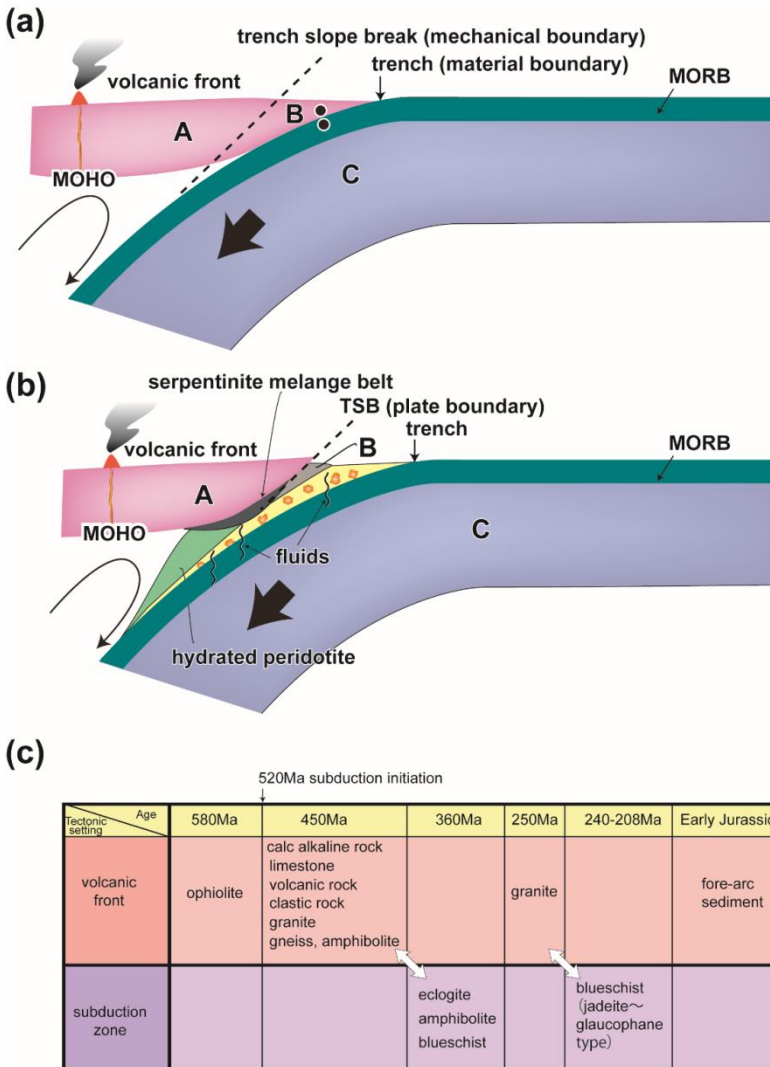 (a)
trench slope break (mechanical boundary)
trench (material boundary)
volcanic front
MORB
A
B
C
MOHO
(b)
serpentinite melange belt
TSB (plate boundary)
trench
volcanic front
B
MORB
A
C
MOHO
fluids
hydrated peridotite
(c)
520Ma subduction initiation
Tectonic setting
Age
580Ma
450Ma
360Ma
250Ma
240-208Ma
Early Jurassic
volcanic
front
ophiolite
calc alkaline rock
limestone
volcanic rock
clastic rock
granite
gneiss, amphibolite
granite
fore-arc
sediment
subduction
zone
eclogite
amphibolite
blueschist
blueschist
(jadeite～
glaucophane
type)